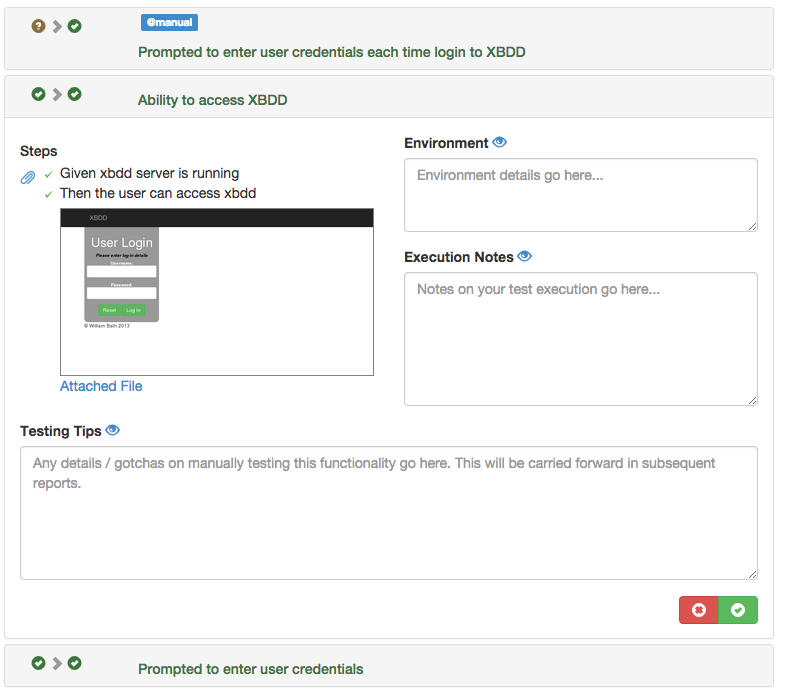 @manual
Prompted to enter user credentials each time login to XBDD
Ability to access XBDD
Steps
Given xbdd server is running
Then the user can access xbdd
XBDD
User Login
Please enter log in details
Username:
Password:
Reset Log In
© William Bath 2013
Attached File
Environment
Environment details go here...
Execution Notes
Notes on your test execution go here...
Testing Tips
Any details / gotchas on manually testing this functionality go here. This will be carried forward in subsequent
reports.
Prompted to enter user credentials